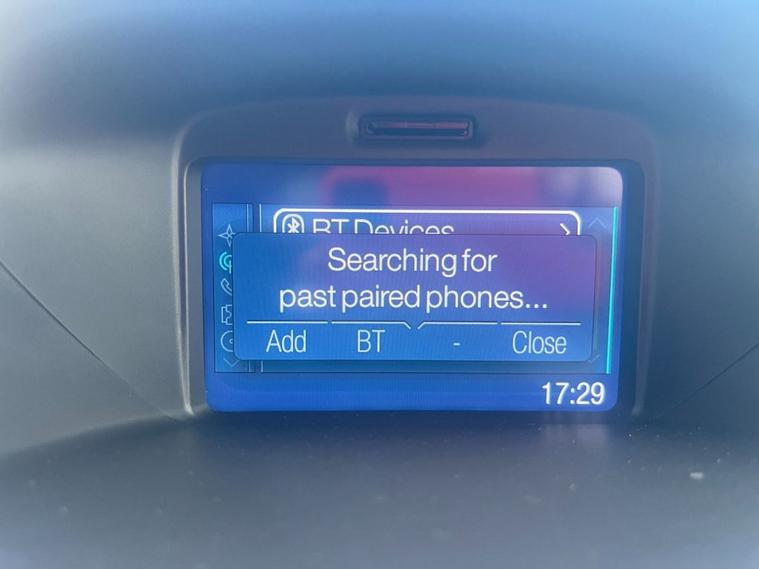 BT Devices
Searching for
past paired phones...
Add BT - Close
17:29